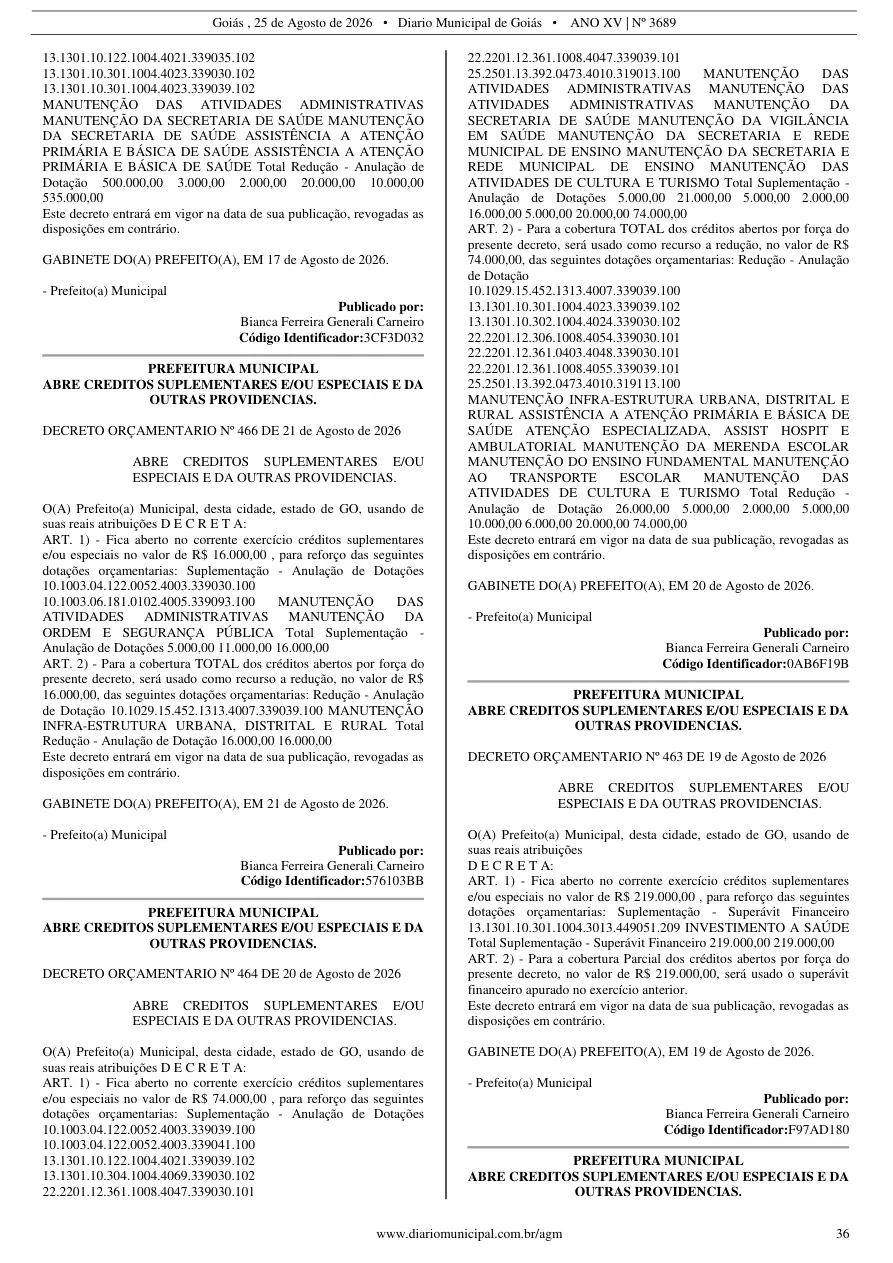 Goiás , 25 de Agosto de 2026 • Diario Municipal de Goiás • ANO XV | Nº 3689
13.1301.10.122.1004.4021.339035.102
13.1301.10.301.1004.4023.339030.102
13.1301.10.301.1004.4023.339039.102
MANUTENÇÃO DAS ATIVIDADES ADMINISTRATIVAS
MANUTENÇÃO DA SECRETARIA DE SAÚDE MANUTENÇÃO
DA SECRETARIA DE SAÚDE ASSISTÊNCIA A ATENÇÃO
PRIMÁRIA E BÁSICA DE SAÚDE ASSISTÊNCIA A ATENÇÃO
PRIMÁRIA E BÁSICA DE SAÚDE Total Redução - Anulação de
Dotação 500.000,00 3.000,00 2.000,00 20.000,00 10.000,00
535.000,00
Este decreto entrará em vigor na data de sua publicação, revogadas as
disposições em contrário.
GABINETE DO(A) PREFEITO(A), EM 17 de Agosto de 2026.
- Prefeito(a) Municipal
Publicado por:
Bianca Ferreira Generali Carneiro
Código Identificador:3CF3D032
PREFEITURA MUNICIPAL
ABRE CREDITOS SUPLEMENTARES E/OU ESPECIAIS E DA
OUTRAS PROVIDENCIAS.
DECRETO ORÇAMENTARIO Nº 466 DE 21 de Agosto de 2026
ABRE CREDITOS SUPLEMENTARES E/OU
ESPECIAIS E DA OUTRAS PROVIDENCIAS.
O(A) Prefeito(a) Municipal, desta cidade, estado de GO, usando de
suas reais atribuições D E C R E T A:
ART. 1) - Fica aberto no corrente exercício créditos suplementares
e/ou especiais no valor de R$ 16.000,00 , para reforço das seguintes
dotações orçamentarias: Suplementação - Anulação de Dotações
10.1003.04.122.0052.4003.339030.100
10.1003.06.181.0102.4005.339093.100 MANUTENÇÃO DAS
ATIVIDADES ADMINISTRATIVAS MANUTENÇÃO DA
ORDEM E SEGURANÇA PÚBLICA Total Suplementação -
Anulação de Dotações 5.000,00 11.000,00 16.000,00
ART. 2) - Para a cobertura TOTAL dos créditos abertos por força do
presente decreto, será usado como recurso a redução, no valor de R$
16.000,00, das seguintes dotações orçamentarias: Redução - Anulação
de Dotação 10.1029.15.452.1313.4007.339039.100 MANUTENÇÃO
INFRA-ESTRUTURA URBANA, DISTRITAL E RURAL Total
Redução - Anulação de Dotação 16.000,00 16.000,00
Este decreto entrará em vigor na data de sua publicação, revogadas as
disposições em contrário.
GABINETE DO(A) PREFEITO(A), EM 21 de Agosto de 2026.
- Prefeito(a) Municipal
Publicado por:
Bianca Ferreira Generali Carneiro
Código Identificador:576103BB
PREFEITURA MUNICIPAL
ABRE CREDITOS SUPLEMENTARES E/OU ESPECIAIS E DA
OUTRAS PROVIDENCIAS.
DECRETO ORÇAMENTARIO Nº 464 DE 20 de Agosto de 2026
ABRE CREDITOS SUPLEMENTARES E/OU
ESPECIAIS E DA OUTRAS PROVIDENCIAS.
O(A) Prefeito(a) Municipal, desta cidade, estado de GO, usando de
suas reais atribuições D E C R E T A:
ART. 1) - Fica aberto no corrente exercício créditos suplementares
e/ou especiais no valor de R$ 74.000,00 , para reforço das seguintes
dotações orçamentarias: Suplementação - Anulação de Dotações
10.1003.04.122.0052.4003.339039.100
10.1003.04.122.0052.4003.339041.100
13.1301.10.122.1004.4021.339039.102
13.1301.10.304.1004.4069.339030.102
22.2201.12.361.1008.4047.339030.101
22.2201.12.361.1008.4047.339039.101
25.2501.13.392.0473.4010.319013.100 MANUTENÇÃO DAS
ATIVIDADES ADMINISTRATIVAS MANUTENÇÃO DAS
ATIVIDADES ADMINISTRATIVAS MANUTENÇÃO DA
SECRETARIA DE SAÚDE MANUTENÇÃO DA VIGILÂNCIA
EM SAÚDE MANUTENÇÃO DA SECRETARIA E REDE
MUNICIPAL DE ENSINO MANUTENÇÃO DA SECRETARIA E
REDE MUNICIPAL DE ENSINO MANUTENÇÃO DAS
ATIVIDADES DE CULTURA E TURISMO Total Suplementação -
Anulação de Dotações 5.000,00 21.000,00 5.000,00 2.000,00
16.000,00 5.000,00 20.000,00 74.000,00
ART. 2) - Para a cobertura TOTAL dos créditos abertos por força do
presente decreto, será usado como recurso a redução, no valor de R$
74.000,00, das seguintes dotações orçamentarias: Redução - Anulação
de Dotação
10.1029.15.452.1313.4007.339039.100
13.1301.10.301.1004.4023.339039.102
13.1301.10.302.1004.4024.339030.102
22.2201.12.306.1008.4054.339030.101
22.2201.12.361.0403.4048.339030.101
22.2201.12.361.1008.4055.339039.101
25.2501.13.392.0473.4010.319113.100
MANUTENÇÃO INFRA-ESTRUTURA URBANA, DISTRITAL E
RURAL ASSISTÊNCIA A ATENÇÃO PRIMÁRIA E BÁSICA DE
SAÚDE ATENÇÃO ESPECIALIZADA, ASSIST HOSPIT E
AMBULATORIAL MANUTENÇÃO DA MERENDA ESCOLAR
MANUTENÇÃO DO ENSINO FUNDAMENTAL MANUTENÇÃO
AO TRANSPORTE ESCOLAR MANUTENÇÃO DAS
ATIVIDADES DE CULTURA E TURISMO Total Redução -
Anulação de Dotação 26.000,00 5.000,00 2.000,00 5.000,00
10.000,00 6.000,00 20.000,00 74.000,00
Este decreto entrará em vigor na data de sua publicação, revogadas as
disposições em contrário.
GABINETE DO(A) PREFEITO(A), EM 20 de Agosto de 2026.
- Prefeito(a) Municipal
Publicado por:
Bianca Ferreira Generali Carneiro
Código Identificador:0AB6F19B
PREFEITURA MUNICIPAL
ABRE CREDITOS SUPLEMENTARES E/OU ESPECIAIS E DA
OUTRAS PROVIDENCIAS.
DECRETO ORÇAMENTARIO Nº 463 DE 19 de Agosto de 2026
ABRE CREDITOS SUPLEMENTARES E/OU
ESPECIAIS E DA OUTRAS PROVIDENCIAS.
O(A) Prefeito(a) Municipal, desta cidade, estado de GO, usando de
suas reais atribuições
D E C R E T A:
ART. 1) - Fica aberto no corrente exercício créditos suplementares
e/ou especiais no valor de R$ 219.000,00 , para reforço das seguintes
dotações orçamentarias: Suplementação - Superávit Financeiro
13.1301.10.301.1004.3013.449051.209 INVESTIMENTO A SAÚDE
Total Suplementação - Superávit Financeiro 219.000,00 219.000,00
ART. 2) - Para a cobertura Parcial dos créditos abertos por força do
presente decreto, no valor de R$ 219.000,00, será usado o superávit
financeiro apurado no exercício anterior.
Este decreto entrará em vigor na data de sua publicação, revogadas as
disposições em contrário.
GABINETE DO(A) PREFEITO(A), EM 19 de Agosto de 2026.
- Prefeito(a) Municipal
Publicado por:
Bianca Ferreira Generali Carneiro
Código Identificador:F97AD180
PREFEITURA MUNICIPAL
ABRE CREDITOS SUPLEMENTARES E/OU ESPECIAIS E DA
OUTRAS PROVIDENCIAS.
www.diariomunicipal.com.br/agm 36